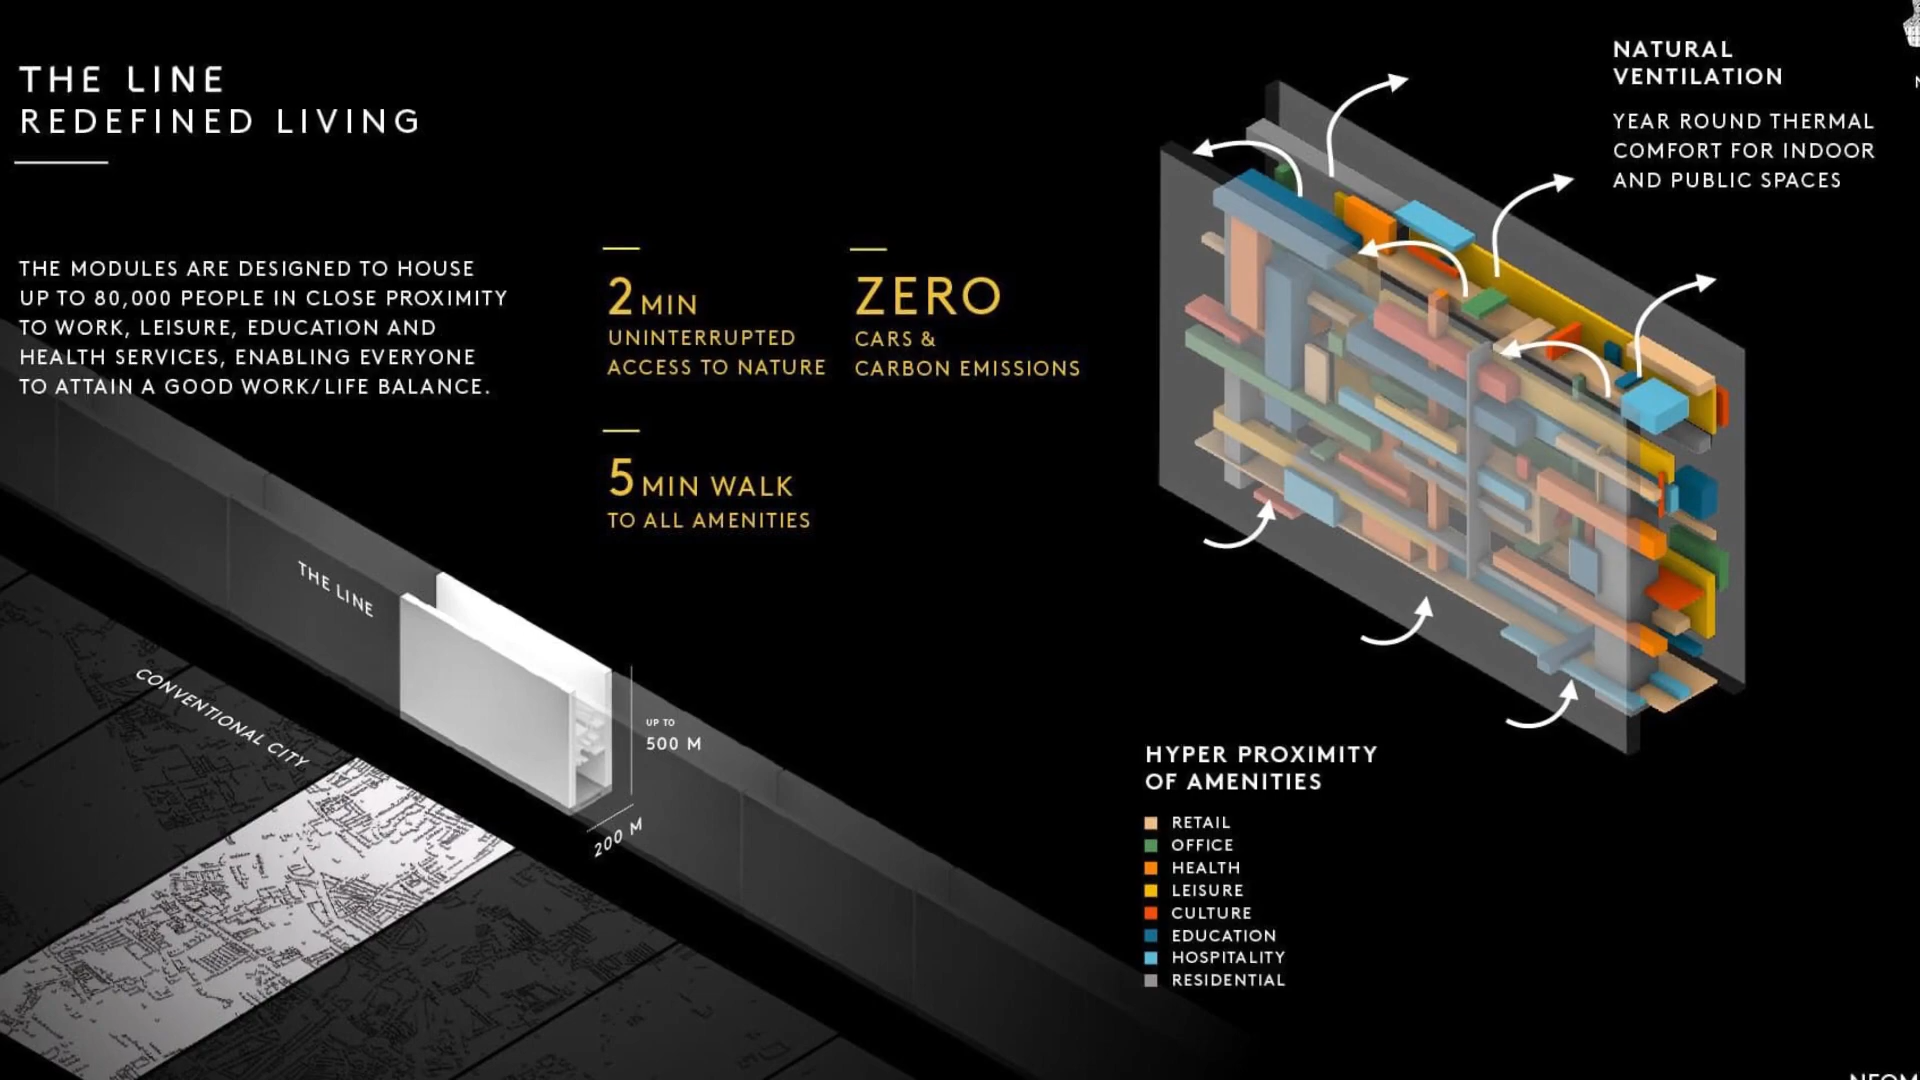 THE LINE
REDEFINED LIVING
THE MODULES ARE DESIGNED TO HOUSE
UP TO 80,000 PEOPLE IN CLOSE PROXIMITY
TO WORK, LEISURE, EDUCATION AND
HEALTH SERVICES, ENABLING EVERYONE
TO ATTAIN A GOOD WORK/LIFE BALANCE.
2 MIN
UNINTERRUPTED
ACCESS TO NATURE
ZERO
CARS &
CARBON EMISSIONS
5 MIN WALK
TO ALL AMENITIES
THE LINE
CONVENTIONAL CITY
UP TO
500 M
200 M
NATURAL
VENTILATION
YEAR ROUND THERMAL
COMFORT FOR INDOOR
AND PUBLIC SPACES
HYPER PROXIMITY
OF AMENITIES
RETAIL
OFFICE
HEALTH
LEISURE
CULTURE
EDUCATION
HOSPITALITY
RESIDENTIAL